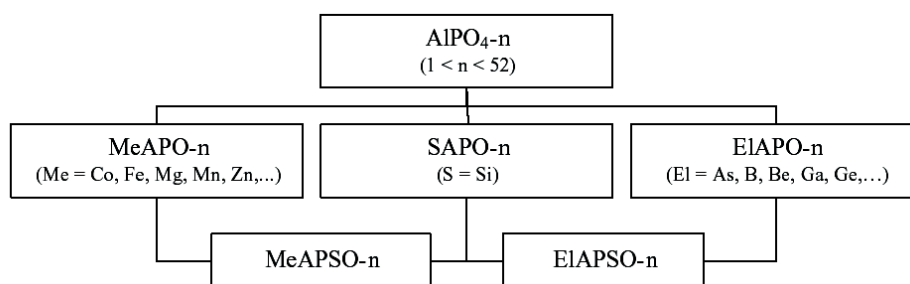 AlPO₄-n
(1 < n < 52)
MeAPO-n
(Me = Co, Fe, Mg, Mn, Zn,...)
SAPO-n
(S = Si)
ElAPO-n
(El = As, B, Be, Ga, Ge,…)
MeAPSO-n
ElAPSO-n